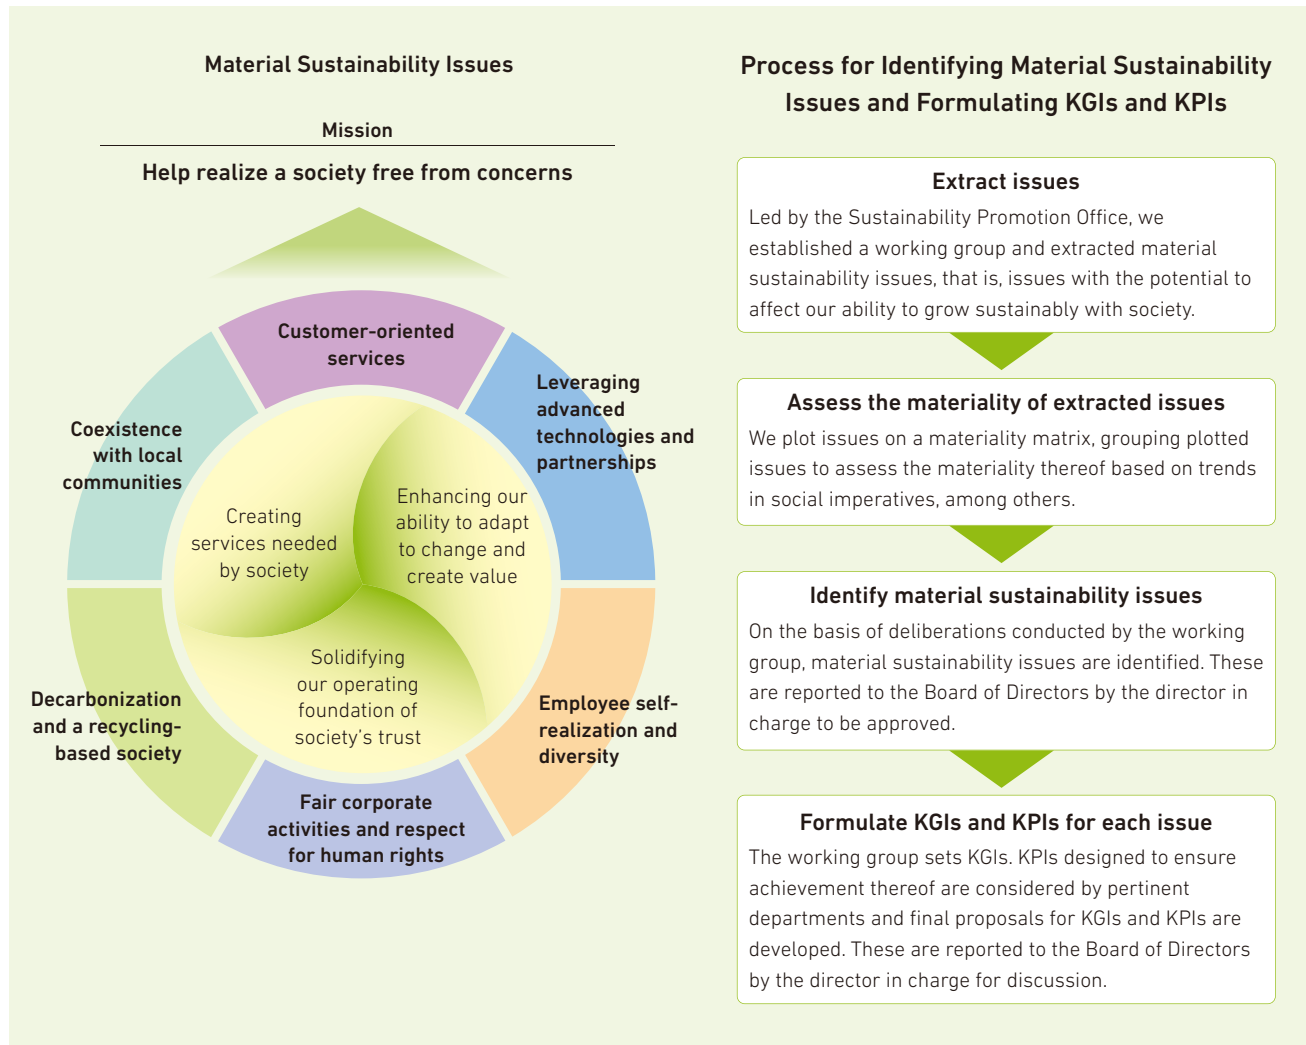 Material Sustainability Issues
Mission
Help realize a society free from concerns
Customer-oriented
services
Leveraging
advanced
technologies and
partnerships
Coexistence
with local
communities
Creating
services needed
by society
Enhancing our
ability to adapt
to change and
create value
Solidifying
our operating
foundation of
society's trust
Decarbonization
and a recycling-
based society
Employee self-
realization and
diversity
Fair corporate
activities and respect
for human rights
Process for Identifying Material Sustainability
Issues and Formulating KGIs and KPIs
Extract issues
Led by the Sustainability Promotion Office, we
established a working group and extracted material
sustainability issues, that is, issues with the potential to
affect our ability to grow sustainably with society.
Assess the materiality of extracted issues
We plot issues on a materiality matrix, grouping plotted
issues to assess the materiality thereof based on trends
in social imperatives, among others.
Identify material sustainability issues
On the basis of deliberations conducted by the working
group, material sustainability issues are identified. These
are reported to the Board of Directors by the director in
charge to be approved.
Formulate KGIs and KPIs for each issue
The working group sets KGIs. KPIs designed to ensure
achievement thereof are considered by pertinent
departments and final proposals for KGIs and KPIs are
developed. These are reported to the Board of Directors
by the director in charge for discussion.